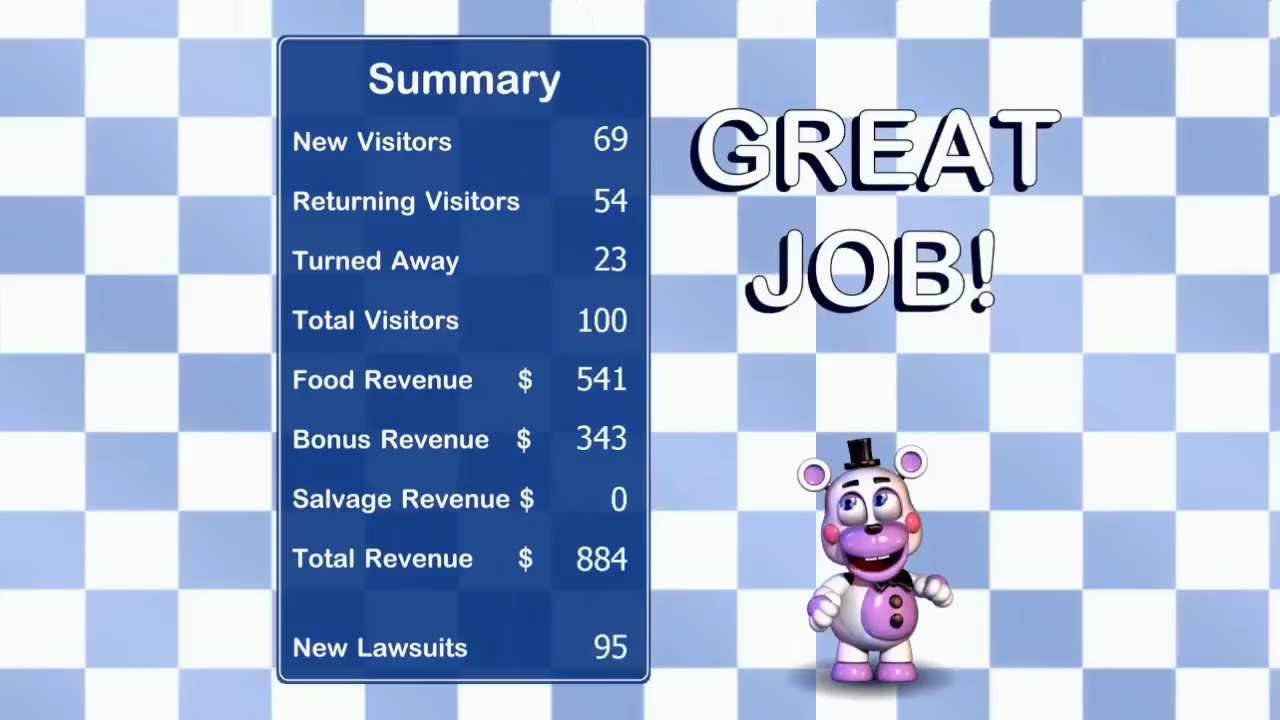 Summary
New Visitors 69
Returning Visitors 54
Turned Away 23
Total Visitors 100
Food Revenue $ 541
Bonus Revenue $ 343
Salvage Revenue $ 0
Total Revenue $ 884
New Lawsuits 95
GREAT
JOB!